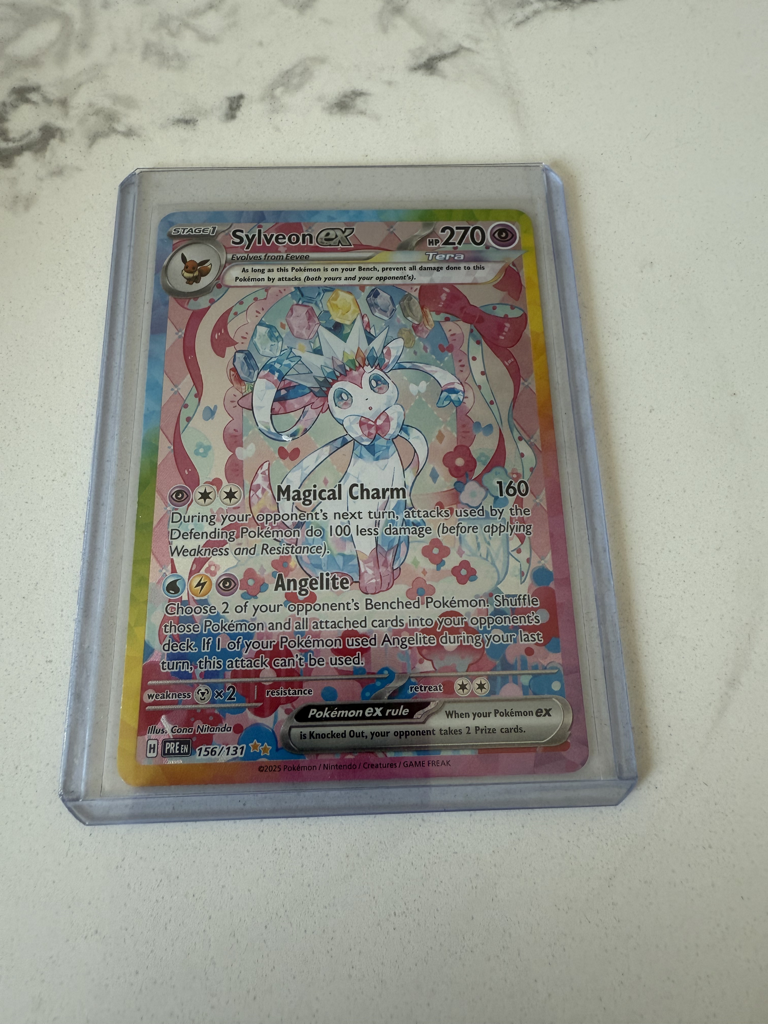 STAGE 1 Sylveon ex HP 270
Evolves from Eevee Tera
As long as this Pokémon is on your Bench, prevent all damage done to this
Pokémon by attacks (both yours and your opponent's).
Magical Charm 160
During your opponent's next turn, attacks used by the
Defending Pokémon do 100 less damage (before applying
Weakness and Resistance).
Angelite
Choose 2 of your opponent's Benched Pokémon. Shuffle
those Pokémon and all attached cards into your opponent's
deck. If 1 of your Pokémon used Angelite during your last
turn, this attack can't be used.
weakness ×2 resistance retreat
Pokémon ex rule When your Pokémon ex
is Knocked Out, your opponent takes 2 Prize cards.
Illus. Cona Nitanda
H PRE EN 156/131
©2025 Pokémon / Nintendo / Creatures / GAME FREAK